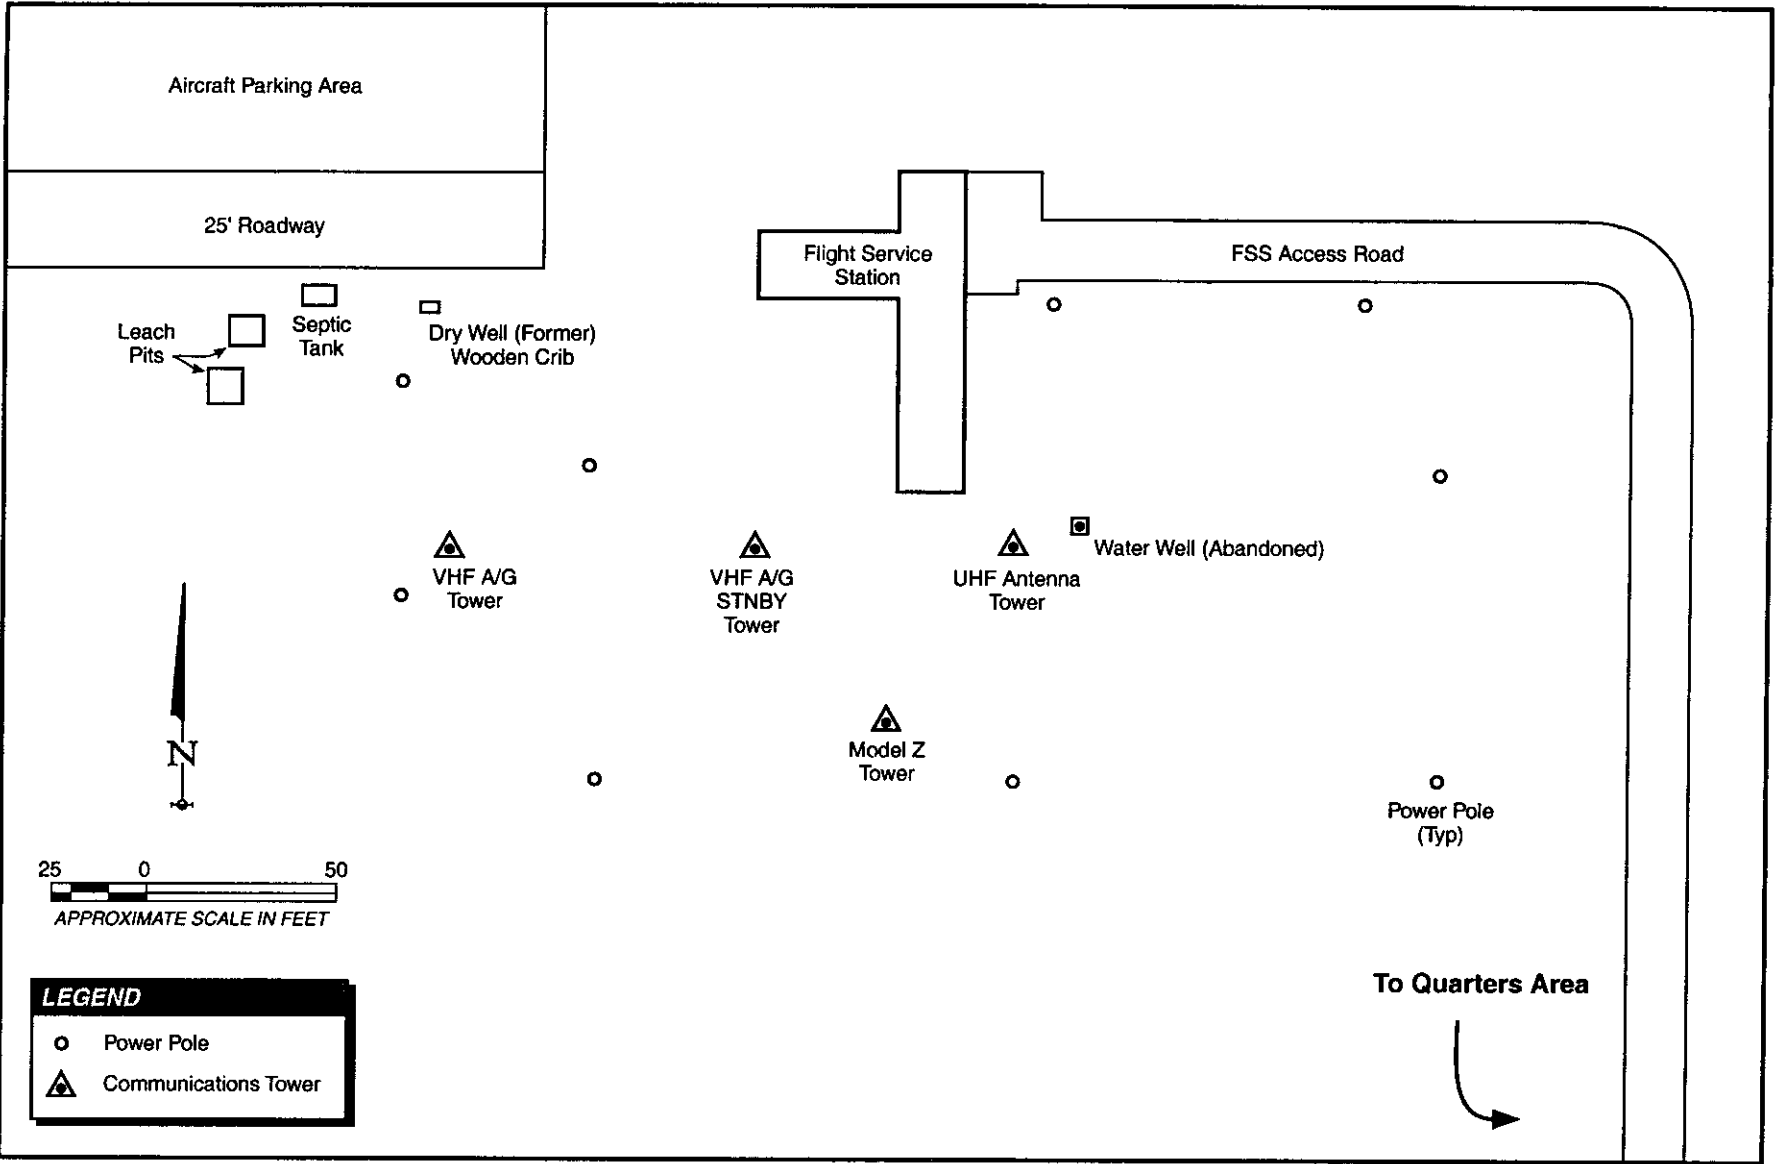 Aircraft Parking Area
25' Roadway
Flight Service
Station
FSS Access Road
Leach
Pits
Septic
Tank
Dry Well (Former)
Wooden Crib
Water Well (Abandoned)
VHF A/G
Tower
VHF A/G
STNBY
Tower
UHF Antenna
Tower
Model Z
Tower
N
Power Pole
(Typ)
25 0 50
APPROXIMATE SCALE IN FEET
To Quarters Area
LEGEND
Power Pole
Communications Tower